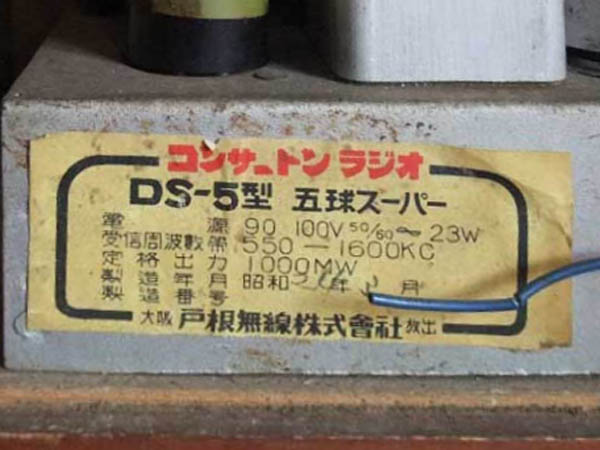 コンサートン ラジオ
DS-5型 五球スーパー
電源 90 100V 50/60 ～ 23W
受信周波数帯 550－1600KC
定格出力 1000MW
製造年月 昭和 年 月
製造番号
大阪 戸根無線株式會社 放出